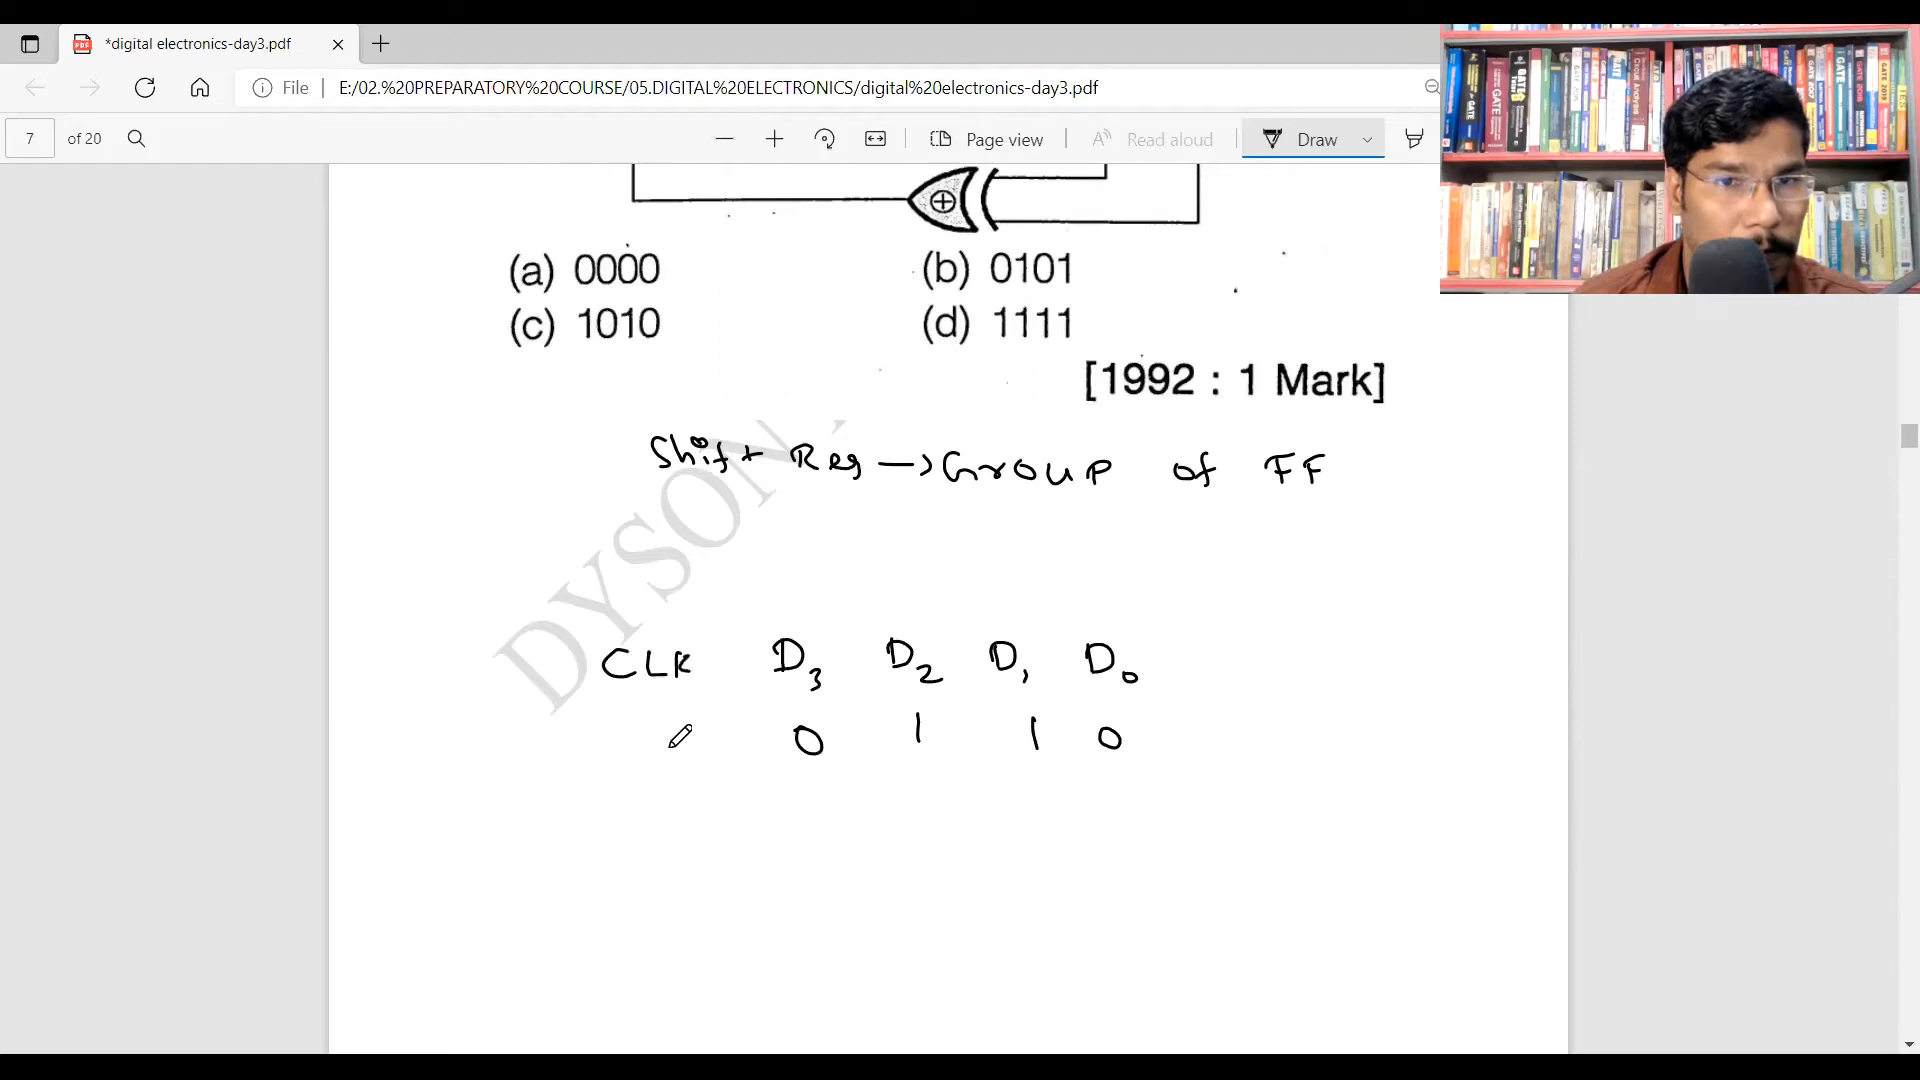 *digital electronics-day3.pdf
File
E:/02.%20PREPARATORY%20COURSE/05.DIGITAL%20ELECTRONICS/digital%20electronics-day3.pdf
7 of 20
Page view
Read aloud
Draw
(a) 0000 (b) 0101
(c) 1010 (d) 1111
[1992 : 1 Mark]
Shift Reg → Group of FF
DYSON
CLK D3 D2 D1 D0
0 1 1 0